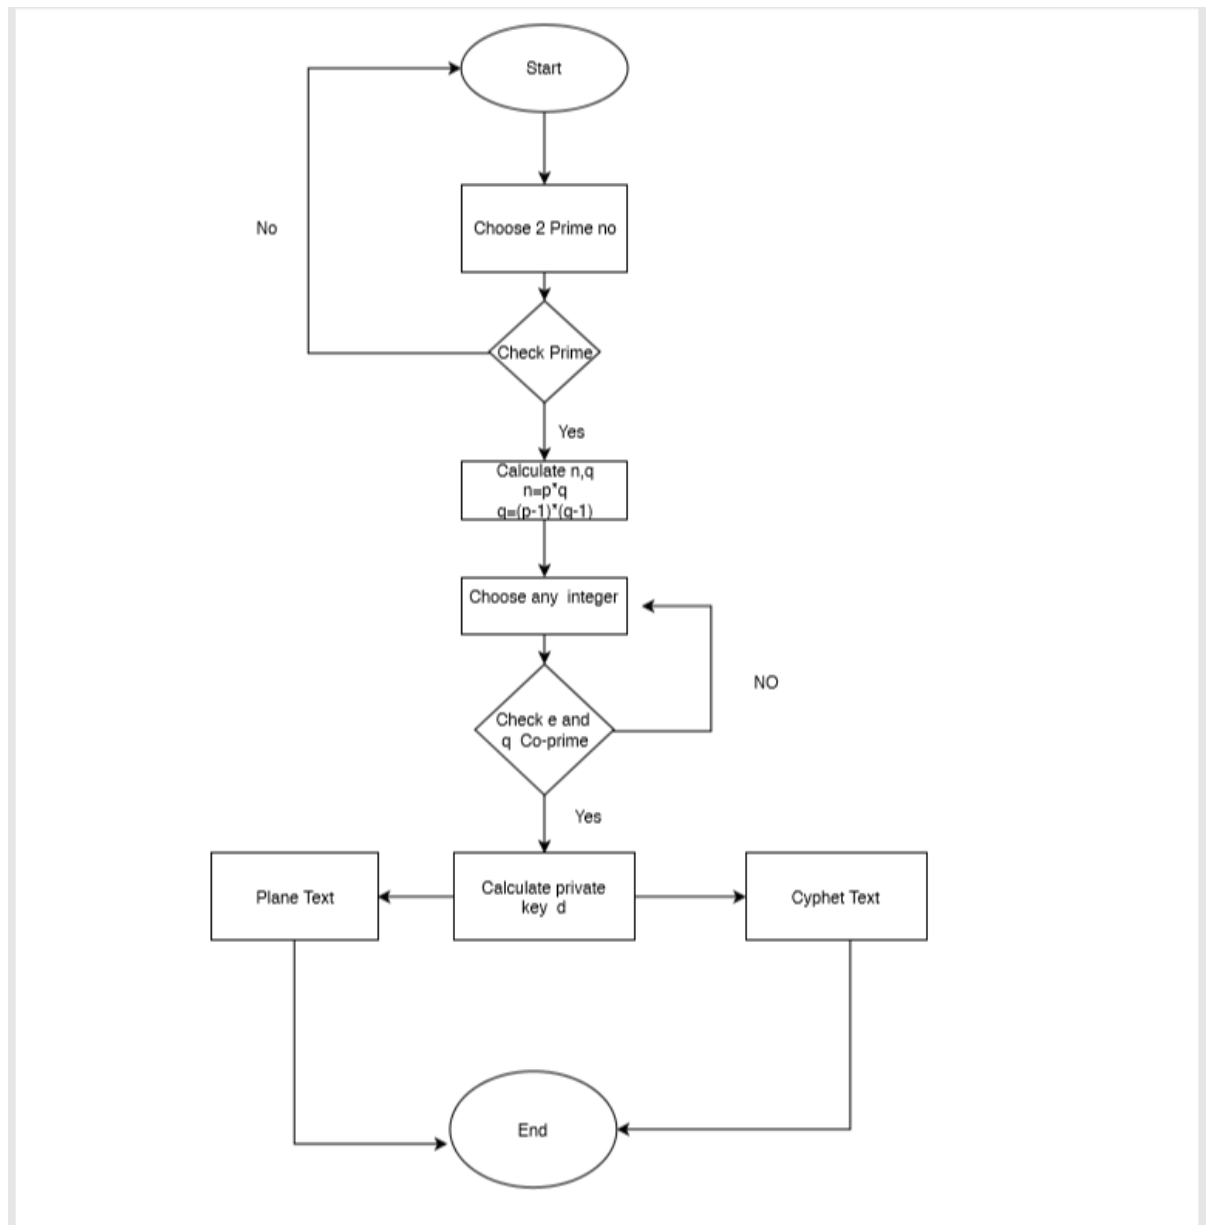 Start
No
Choose 2 Prime no
Check Prime
Yes
Calculate n,q
n=p*q
q=(p-1)*(q-1)
Choose any integer
NO
Check e and
q Co-prime
Yes
Plane Text
Calculate private
key d
Cyphet Text
End